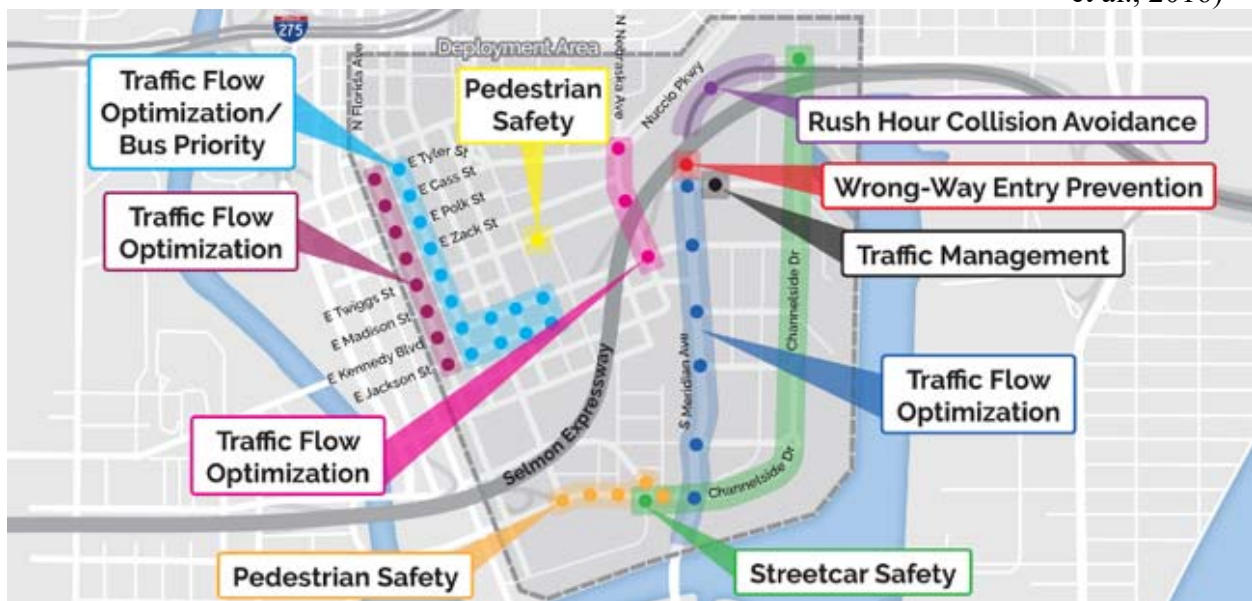 et al., 2016)
275
Deployment Area
N Florida Ave
N Nebraska Ave
Nuccio Pkwy
Traffic Flow
Optimization/
Bus Priority
Pedestrian
Safety
Rush Hour Collision Avoidance
E Tyler St
E Cass St
E Polk St
E Zack St
Wrong-Way Entry Prevention
Traffic Flow
Optimization
Traffic Management
E Twiggs St
E Madison St
E Kennedy Blvd
E Jackson St
Channelside Dr
S Meridian Ave
Selmon Expressway
Traffic Flow
Optimization
Traffic Flow
Optimization
Channelside Dr
Pedestrian Safety
Streetcar Safety